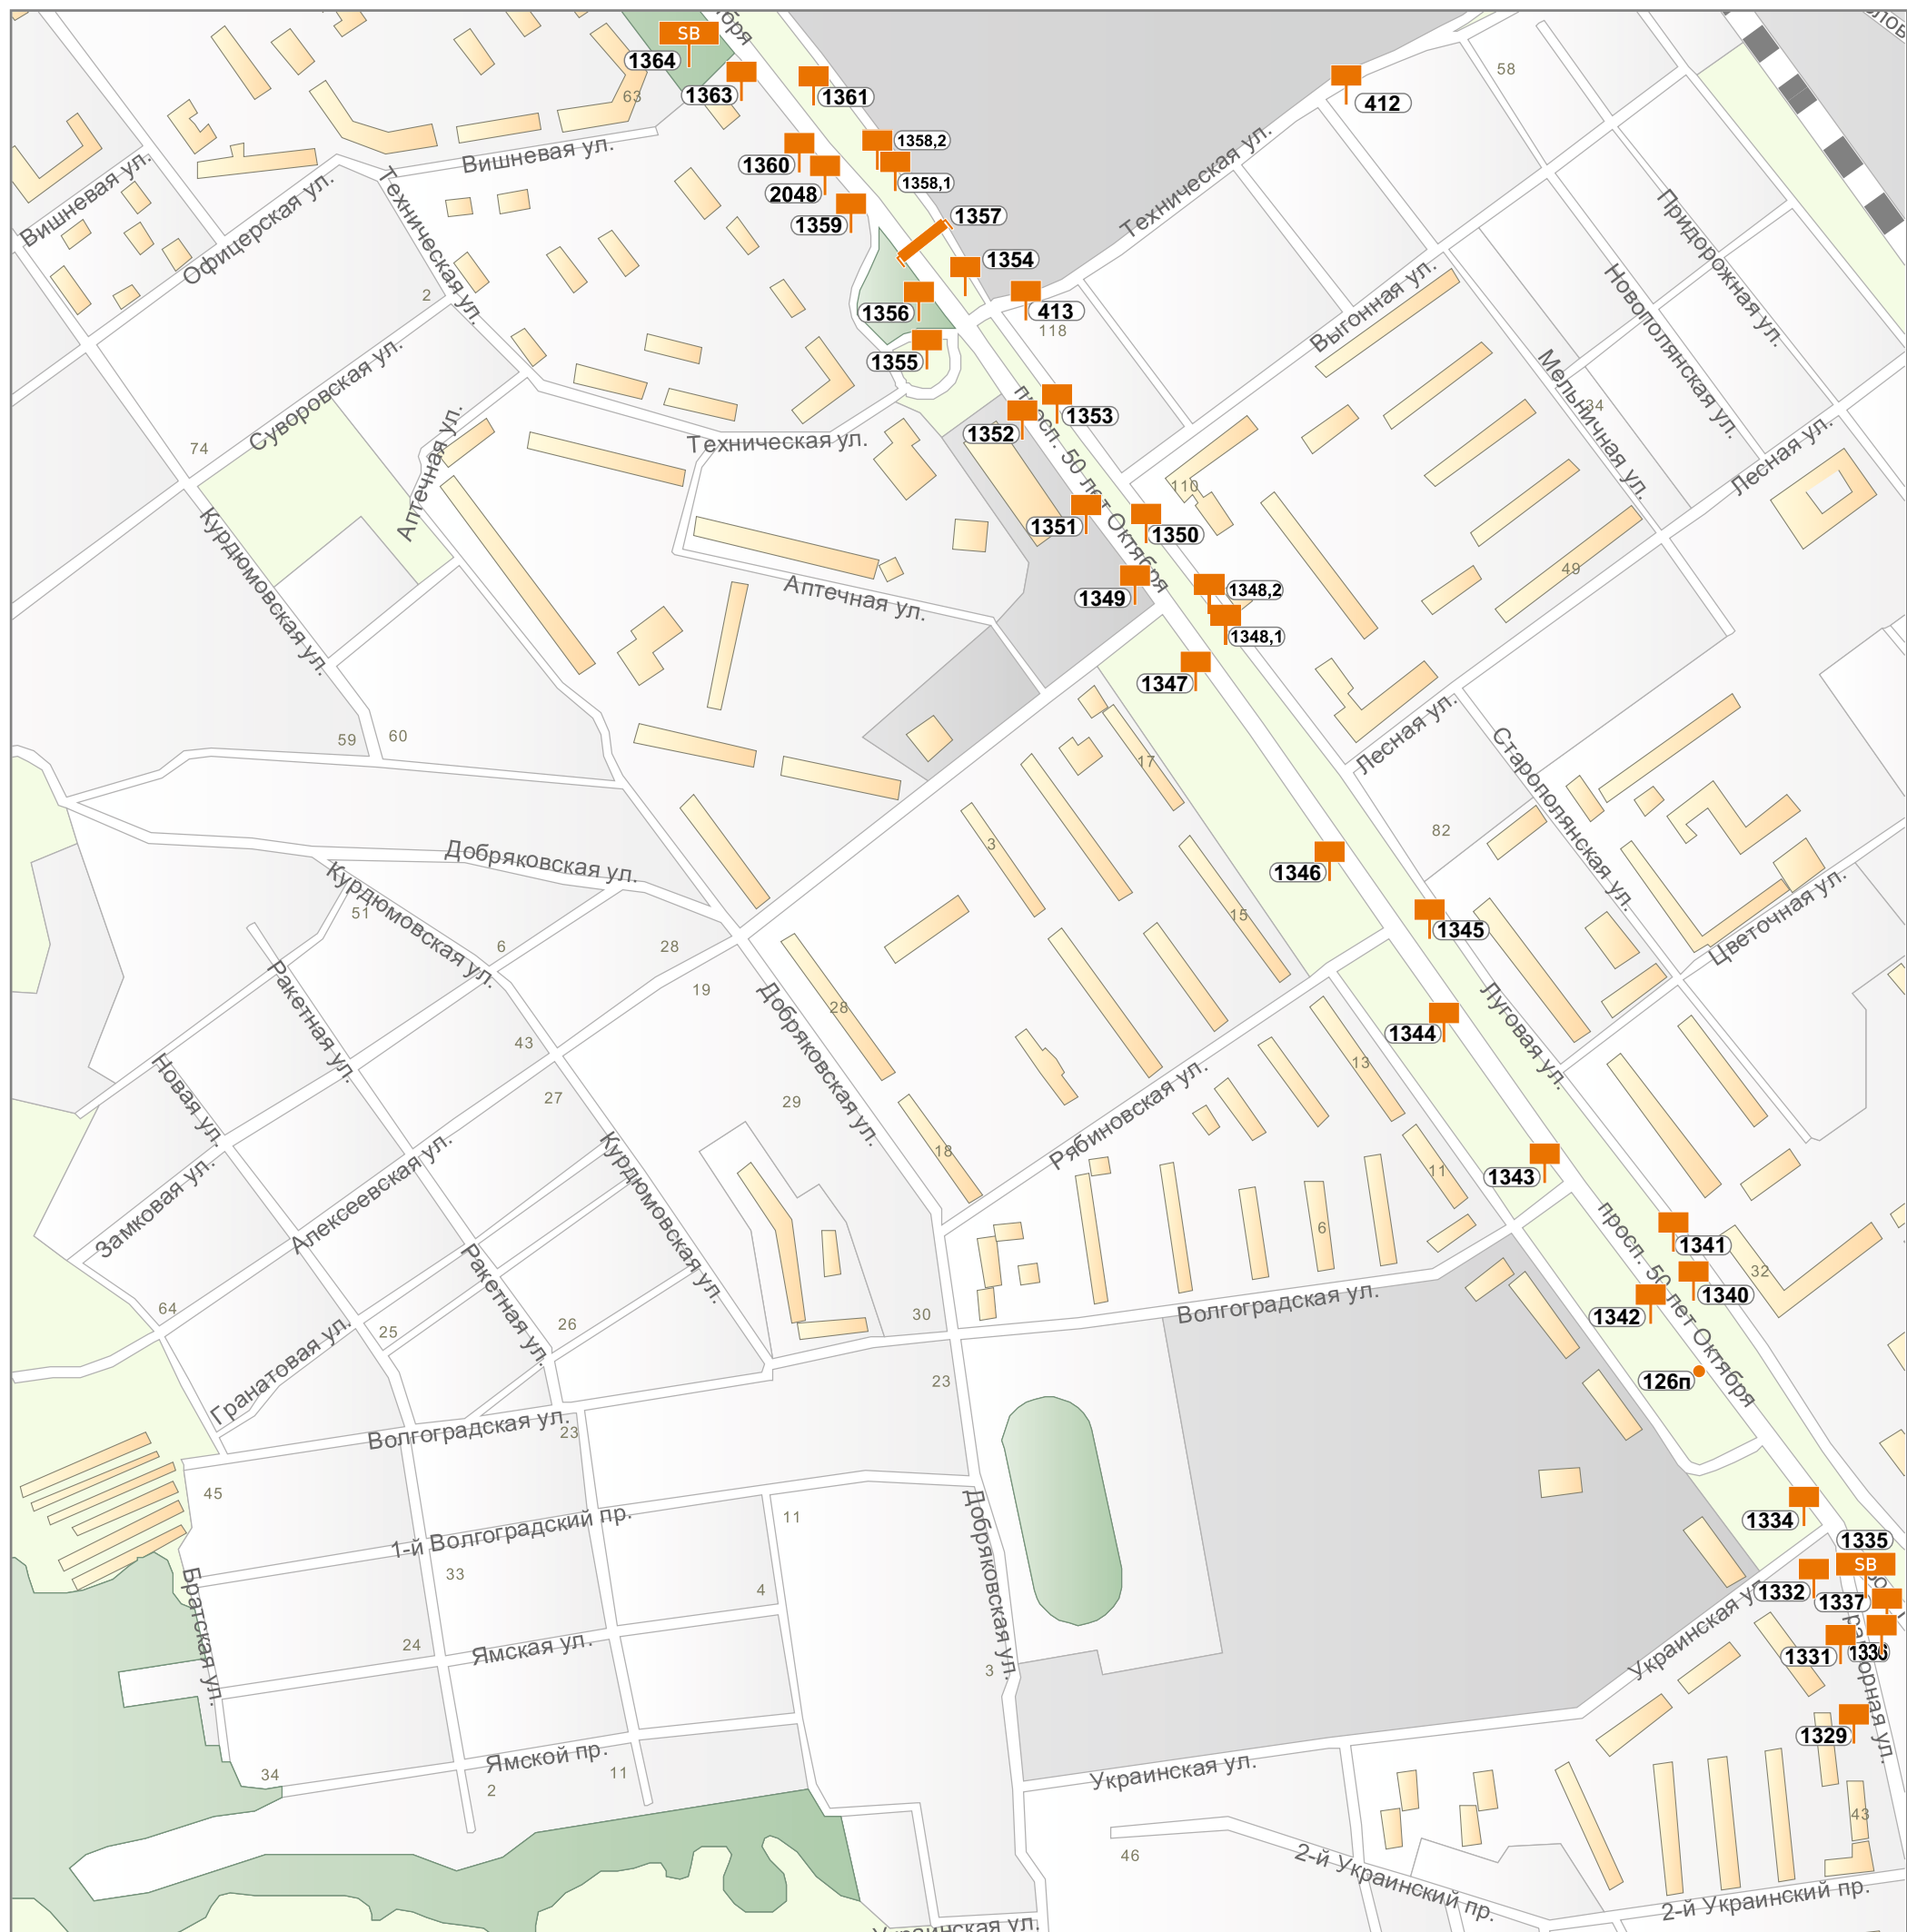 SB
1364
1363
1361
63
58
412
1358,2
1358,1
1360
2048
1359
Вишневая ул.
Вишневая ул.
Офицерская ул.
Техническая ул.
Техническая ул.
1357
1354
1356
413
118
1355
2
Придорожная ул.
Новополянская ул.
Выгонная ул.
Мельничная ул.
34
Лесная ул.
Суворовская ул.
74
Аптечная ул.
Техническая ул.
1353
1352
просп. 50 лет Октября
110
1351
1350
1349
1348,2
1348,1
49
Курдюмовская ул.
Аптечная ул.
1347
59
60
17
Лесная ул.
Старополянская ул.
82
Добряковская ул.
Курдюмовская ул.
51
6
28
19
3
15
1346
1345
Цветочная ул.
Ракетная ул.
43
28
Добряковская ул.
1344
Луговая ул.
Новая ул.
27
29
13
Рябиновская ул.
18
11
1343
Замковая ул.
Алексеевская ул.
Курдюмовская ул.
6
просп. 50 лет Октября
1341
32
1340
1342
Ракетная ул.
64
25
26
30
Волгоградская ул.
Гранатовая ул.
23
126п
Волгоградская ул.
23
45
1-й Волгоградский пр.
11
Добряковская ул.
1334
1335
SB
1332
1337
1336
1331
Братская ул.
33
4
24
Ямская ул.
3
Украинская ул.
1329
Ямской пр.
34
2
11
Украинская ул.
43
46
2-й Украинский пр.
2-й Украинский пр.
Украинская ул.